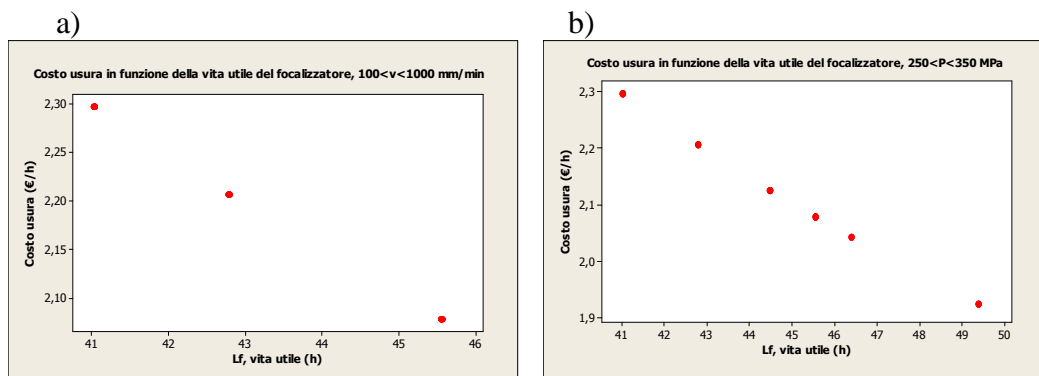 a)
Costo usura in funzione della vita utile del focalizzatore, 100<v<1000 mm/min
2,30
2,25
2,20
2,15
2,10
Costo usura (€/h)
41 42 43 44 45 46
Lf, vita utile (h)
b)
Costo usura in funzione della vita utile del focalizzatore, 250<P<350 MPa
2,3
2,2
2,1
2,0
1,9
Costo usura (€/h)
41 42 43 44 45 46 47 48 49 50
Lf, vita utile (h)